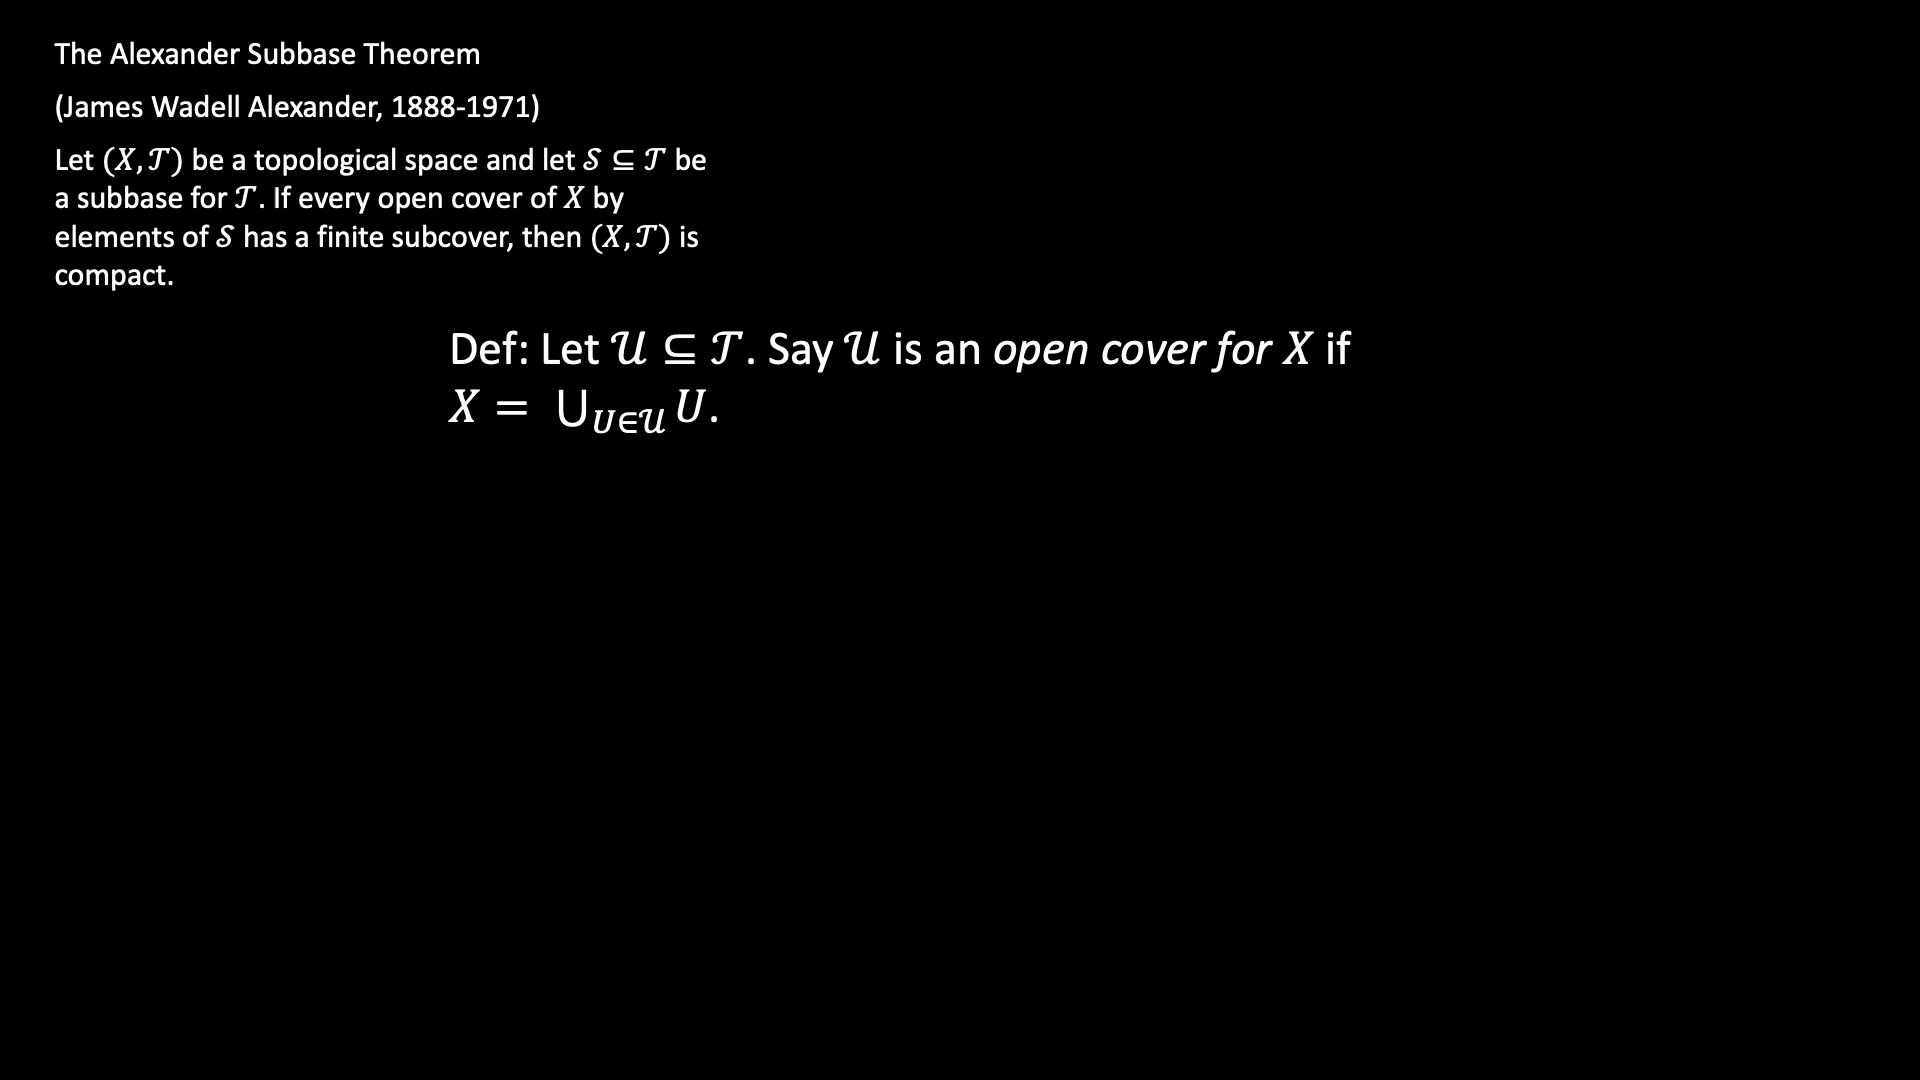 The Alexander Subbase Theorem
(James Wadell Alexander, 1888-1971)
Let (𝑋, 𝒯) be a topological space and let 𝒮 ⊆ 𝒯 be
a subbase for 𝒯. If every open cover of 𝑋 by
elements of 𝒮 has a finite subcover, then (𝑋, 𝒯) is
compact.
Def: Let 𝒰 ⊆ 𝒯. Say 𝒰 is an open cover for 𝑋 if
𝑋 = ⋃_{𝑈∈𝒰} 𝑈.